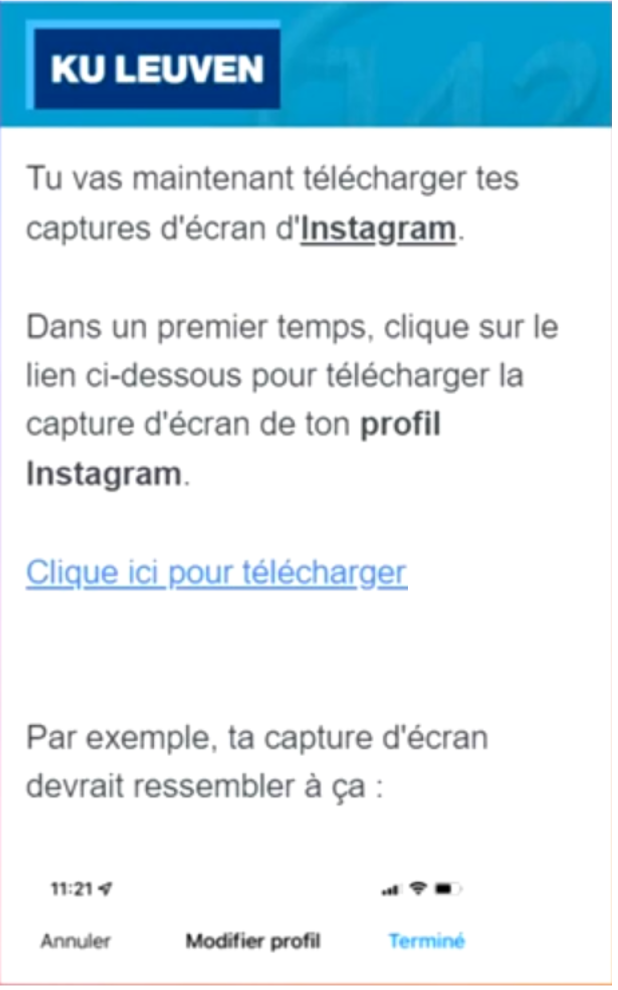 KU LEUVEN
Tu vas maintenant télécharger tes
captures d'écran d'Instagram.
Dans un premier temps, clique sur le
lien ci-dessous pour télécharger la
capture d'écran de ton profil
Instagram.
Clique ici pour télécharger
Par exemple, ta capture d'écran
devrait ressembler à ça :
11:21
Annuler Modifier profil Terminé